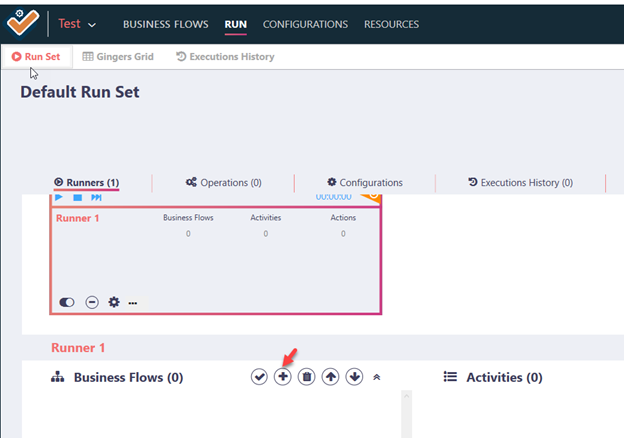 Test BUSINESS FLOWS RUN CONFIGURATIONS RESOURCES
Run Set Gingers Grid Executions History
Default Run Set
Runners (1) Operations (0) Configurations Executions History (0)
00:00:00
Runner 1 Business Flows Activities Actions
0 0 0
Runner 1
Business Flows (0) Activities (0)